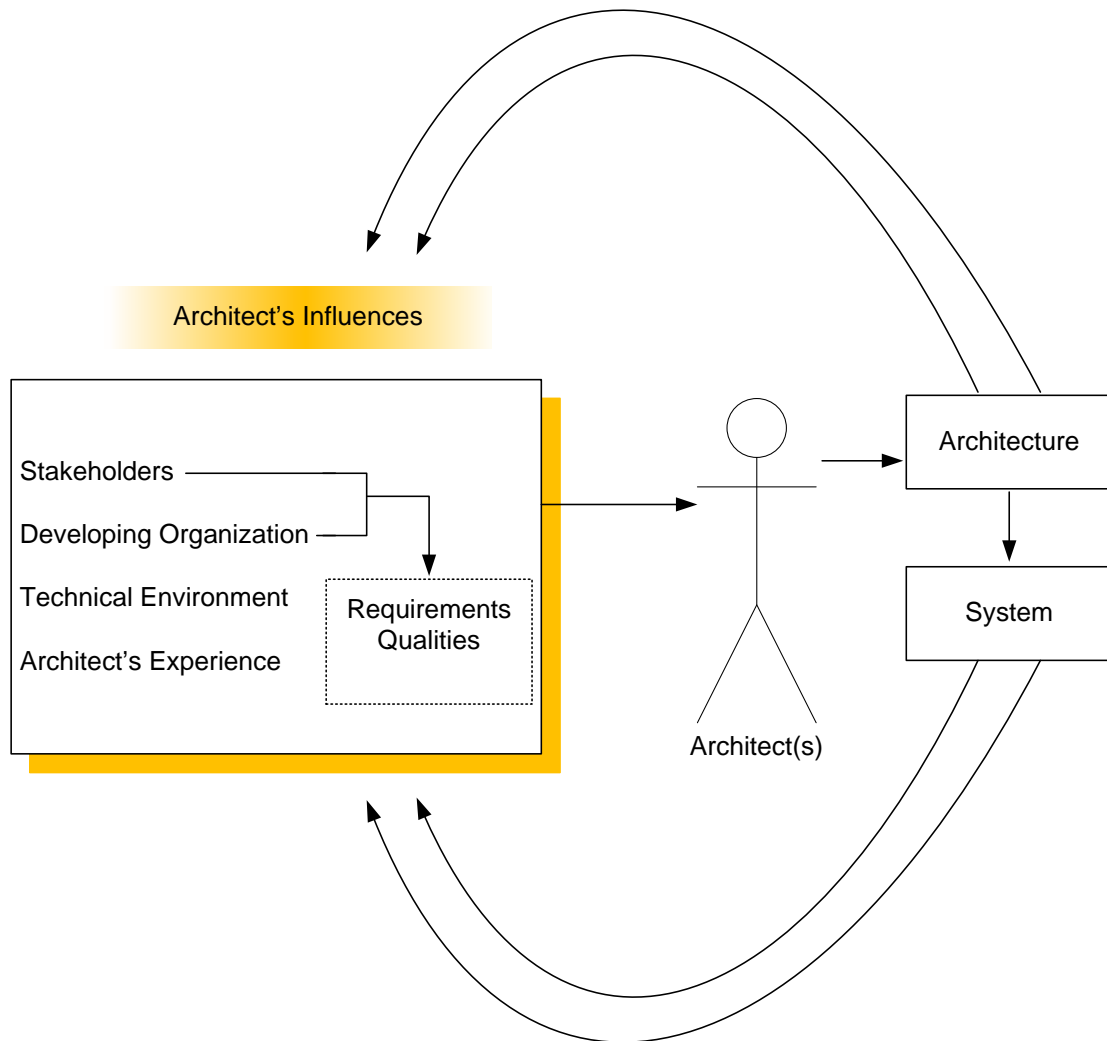 Architect’s Influences
Stakeholders
Developing Organization
Technical Environment
Architect’s Experience
Requirements
Qualities
Architect(s)
Architecture
System